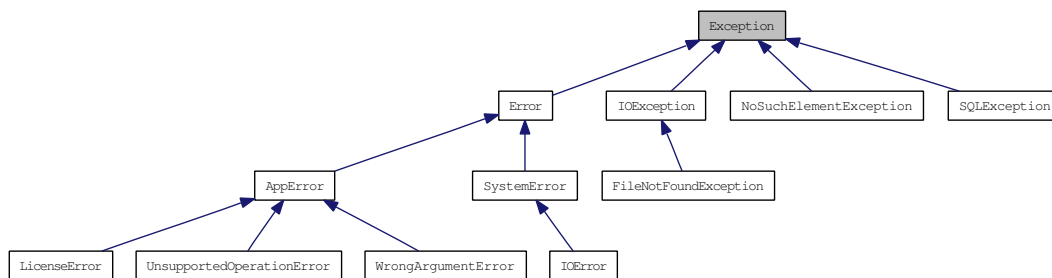 Exception
Error
IOException
NoSuchElementException
SQLException
AppError
SystemError
FileNotFoundException
LicenseError
UnsupportedOperationError
WrongArgumentError
IOError